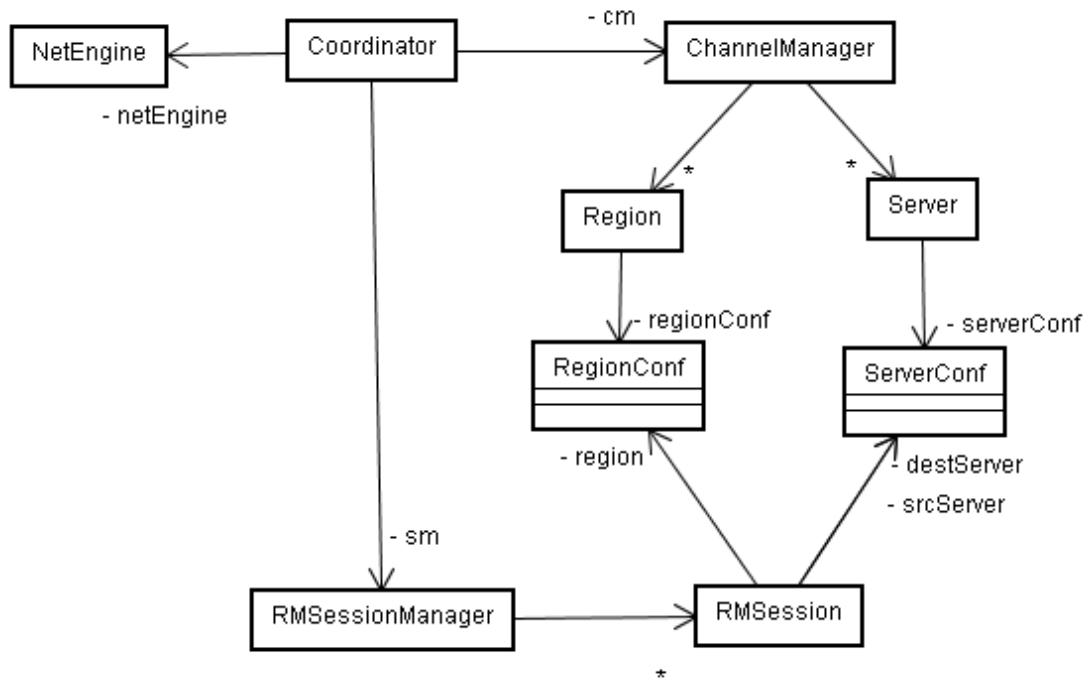 - cm
NetEngine
Coordinator
ChannelManager
- netEngine
*
*
Region
Server
- regionConf
- serverConf
RegionConf
ServerConf
- region
- destServer
- srcServer
- sm
RMSessionManager
RMSession
*